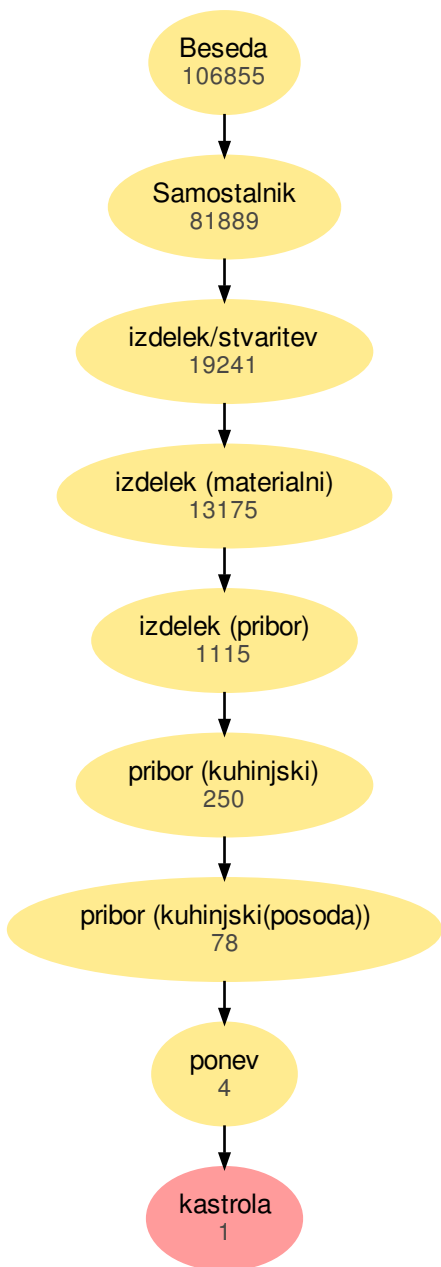 Beseda
106855
Samostalnik
81889
izdelek/stvaritev
19241
izdelek (materialni)
13175
izdelek (pribor)
1115
pribor (kuhinjski)
250
pribor (kuhinjski(posoda))
78
ponev
4
kastrola
1